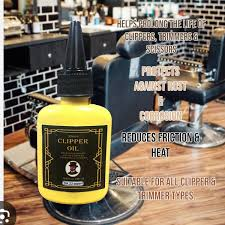 HELPS PROLONG THE LIFE OF
CLIPPERS, TRIMMERS &
SCISSORS
PROTECTS
AGAINST RUST
&
CORROSION
REDUCES FRICTION &
HEAT
SUITABLE FOR ALL CLIPPER &
TRIMMER TYPES
CLIPPER
OIL